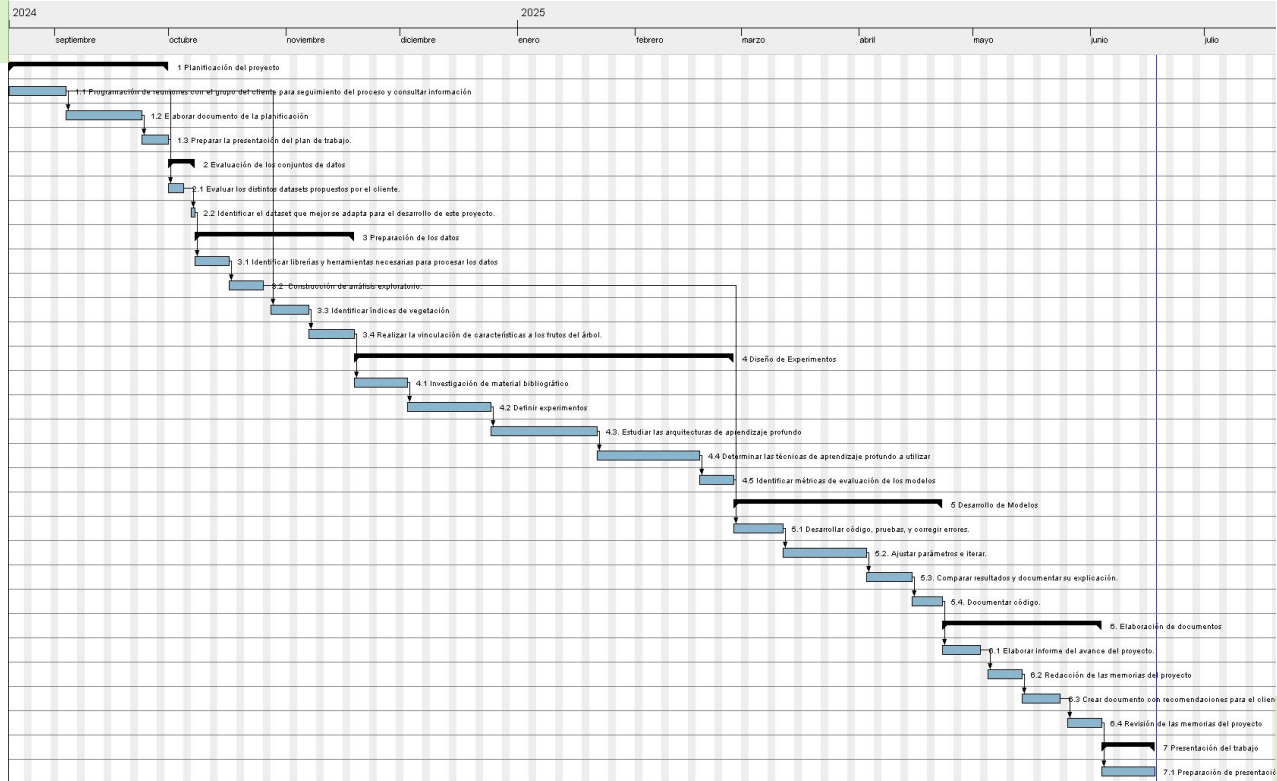 2024 2025
septiembre octubre noviembre diciembre enero febrero marzo abril mayo junio julio
1 Planificación del proyecto
1.1 Programación de reuniones con el grupo del cliente para seguimiento del proceso y consultar información
1.2 Elaborar documento de la planificación
1.3 Preparar la presentación del plan de trabajo.
2 Evaluación de los conjuntos de datos
2.1 Evaluar los distintos datasets propuestos por el cliente.
2.2 Identificar el dataset que mejor se adapta para el desarrollo de este proyecto.
3 Preparación de los datos
3.1 Identificar librerías y herramientas necesarias para procesar los datos
3.2 Construcción de análisis exploratorio.
3.3 Identificar índices de vegetación
3.4 Realizar la vinculación de características a los frutos del árbol.
4 Diseño de Experimentos
4.1 Investigación de material bibliográfico
4.2 Definir experimentos
4.3. Estudiar las arquitecturas de aprendizaje profundo
4.4 Determinar las técnicas de aprendizaje profundo a utilizar
4.5 Identificar métricas de evaluación de los modelos
5 Desarrollo de Modelos
5.1 Desarrollar código, pruebas, y corregir errores.
5.2. Ajustar parámetros e iterar.
5.3. Comparar resultados y documentar su explicación.
5.4. Documentar código.
6. Elaboración de documentos
6.1 Elaborar informe del avance del proyecto.
6.2 Redacción de las memorias del proyecto
6.3 Crear documento con recomendaciones para el clien
6.4 Revisión de las memorias del proyecto
7 Presentación del trabajo
7.1 Preparación de presentació